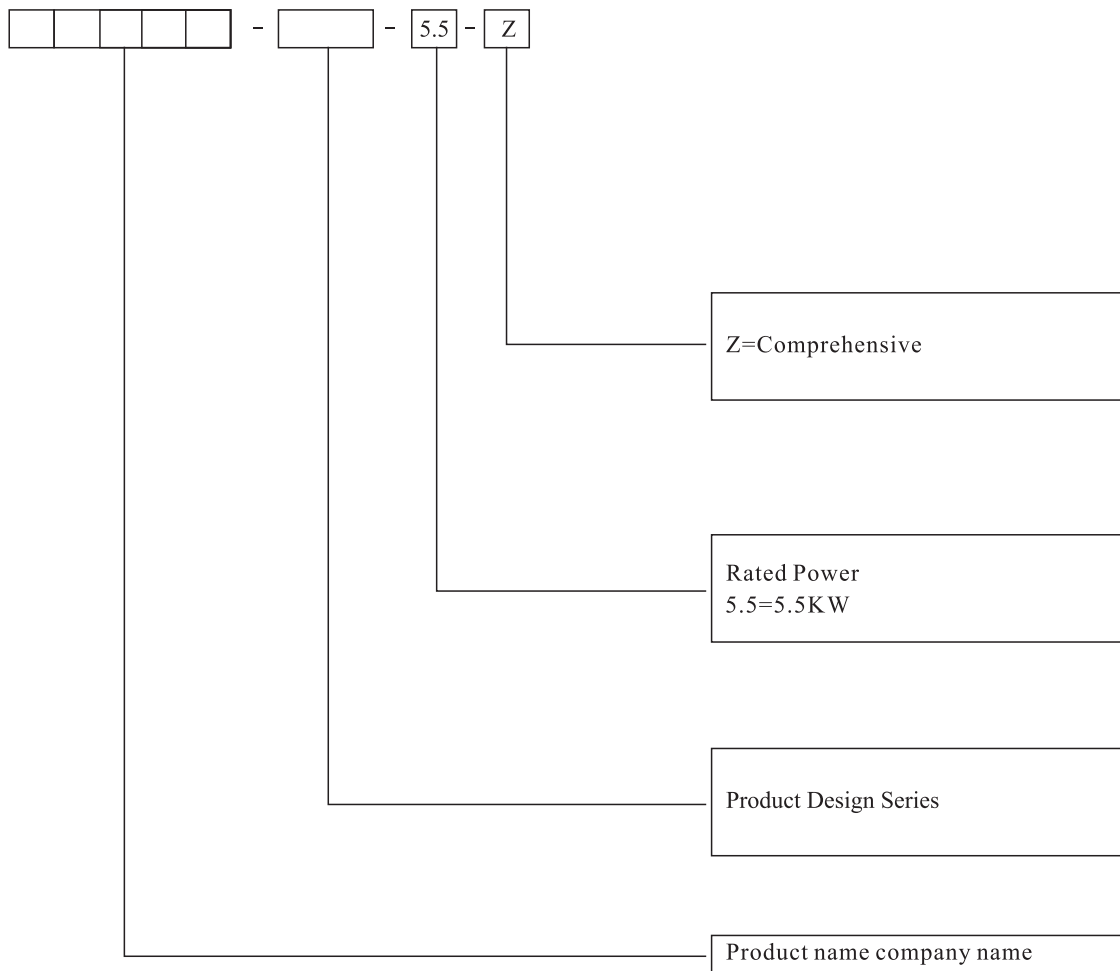 - - 5.5 - Z
Z=Comprehensive
Rated Power
5.5=5.5KW
Product Design Series
Product name company name